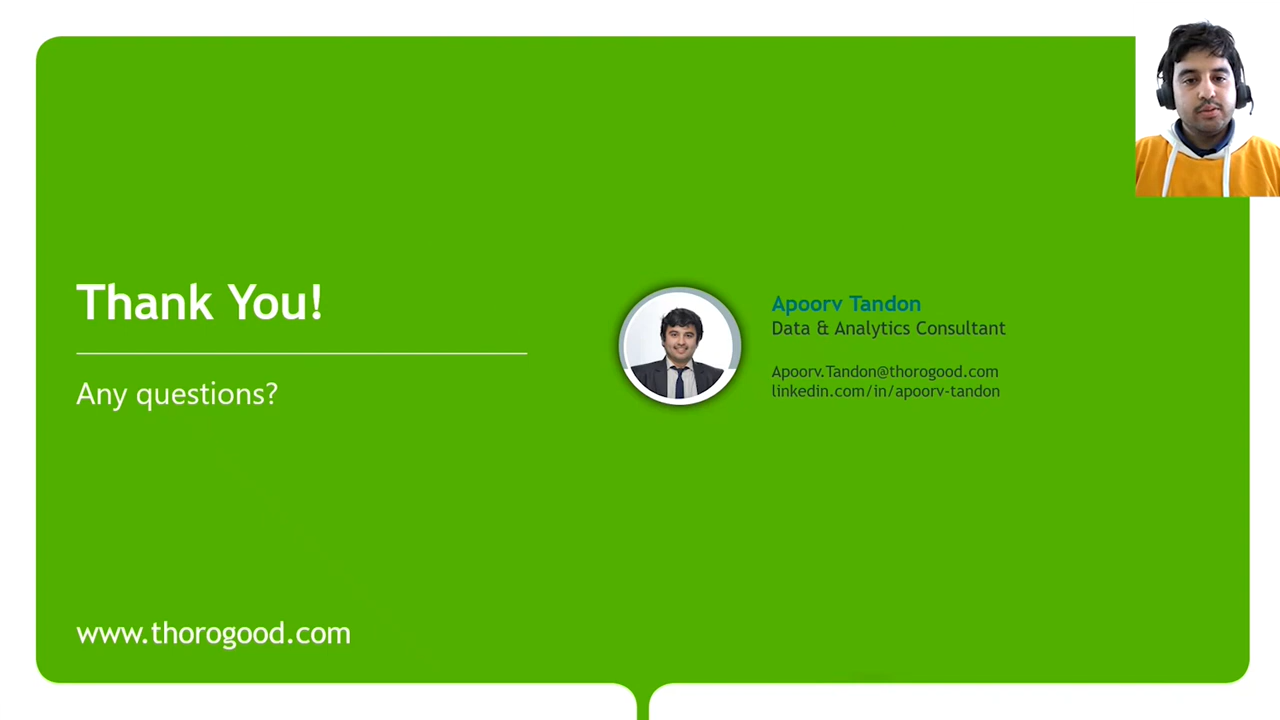 Thank You!
Any questions?
Apoorv Tandon
Data & Analytics Consultant
Apoorv.Tandon@thorogood.com
linkedin.com/in/apoorv-tandon
www.thorogood.com